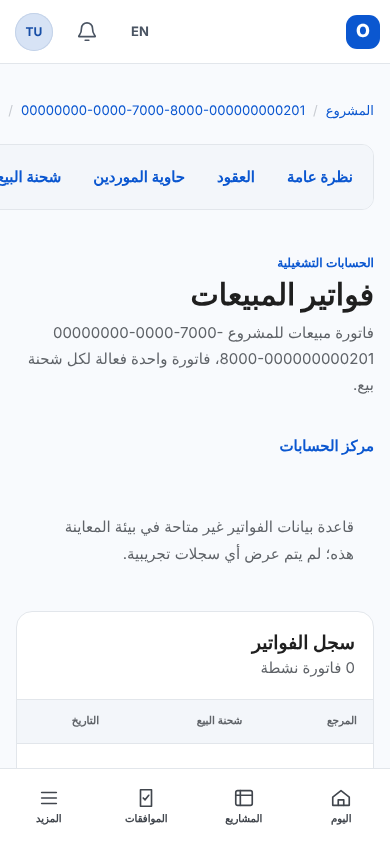 O
EN
TU
المشروع / 00000000-0000-7000-8000-000000000201 /
نظرة عامة العقود حاوية الموردين شحنة البيع
الحسابات التشغيلية
فواتير المبيعات
فاتورة مبيعات للمشروع 00000000-0000-7000-
8000-000000000201، فاتورة واحدة فعالة لكل شحنة
بيع.
مركز الحسابات
قاعدة بيانات الفواتير غير متاحة في بيئة المعاينة
هذه؛ لم يتم عرض أي سجلات تجريبية.
سجل الفواتير
0 فاتورة نشطة
المرجع شحنة البيع التاريخ
اليوم المشاريع الموافقات المزيد